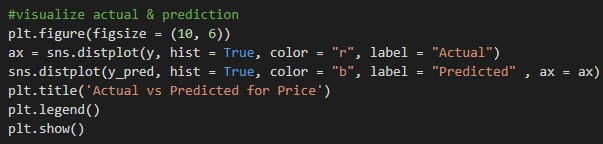 #visualize actual & prediction
plt.figure(figsize = (10, 6))
ax = sns.distplot(y, hist = True, color = "r", label = "Actual")
sns.distplot(y_pred, hist = True, color = "b", label = "Predicted" , ax = ax)
plt.title('Actual vs Predicted for Price')
plt.legend()
plt.show()